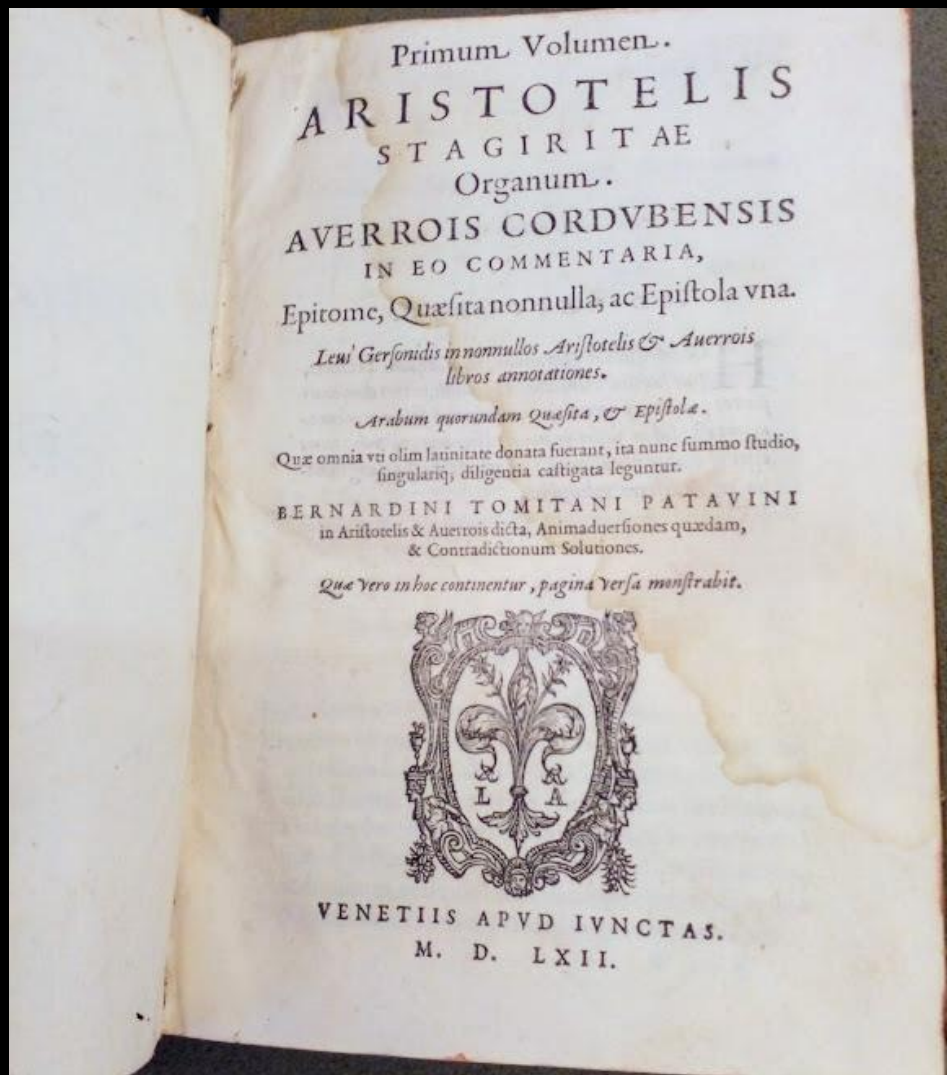 Primum Volumen.
ARISTOTELIS
STAGIRITAE
Organum.
AVERROIS CORDVBENSIS
IN EO COMMENTARIA,
Epitome, Quæſita nonnulla, ac Epiſtola vna.
Leui Gerſonidis in nonnullos Ariſtotelis & Auerrois
libros annotationes.
Arabum quorundam Quæſita, & Epiſtolæ.
Quæ omnia vti olim latinitate donata fuerant, ita nunc ſummo ſtudio,
ſingulariq; diligentia caſtigata leguntur.
BERNARDINI TOMITANI PATAVINI
in Ariſtotelis & Auerrois dicta, Animaduerſiones quædam,
& Contradictionum Solutiones.
Quæ vero in hoc continentur, pagina verſa monſtrabit.
L A
VENETIIS APVD IVNCTAS.
M. D. LXII.